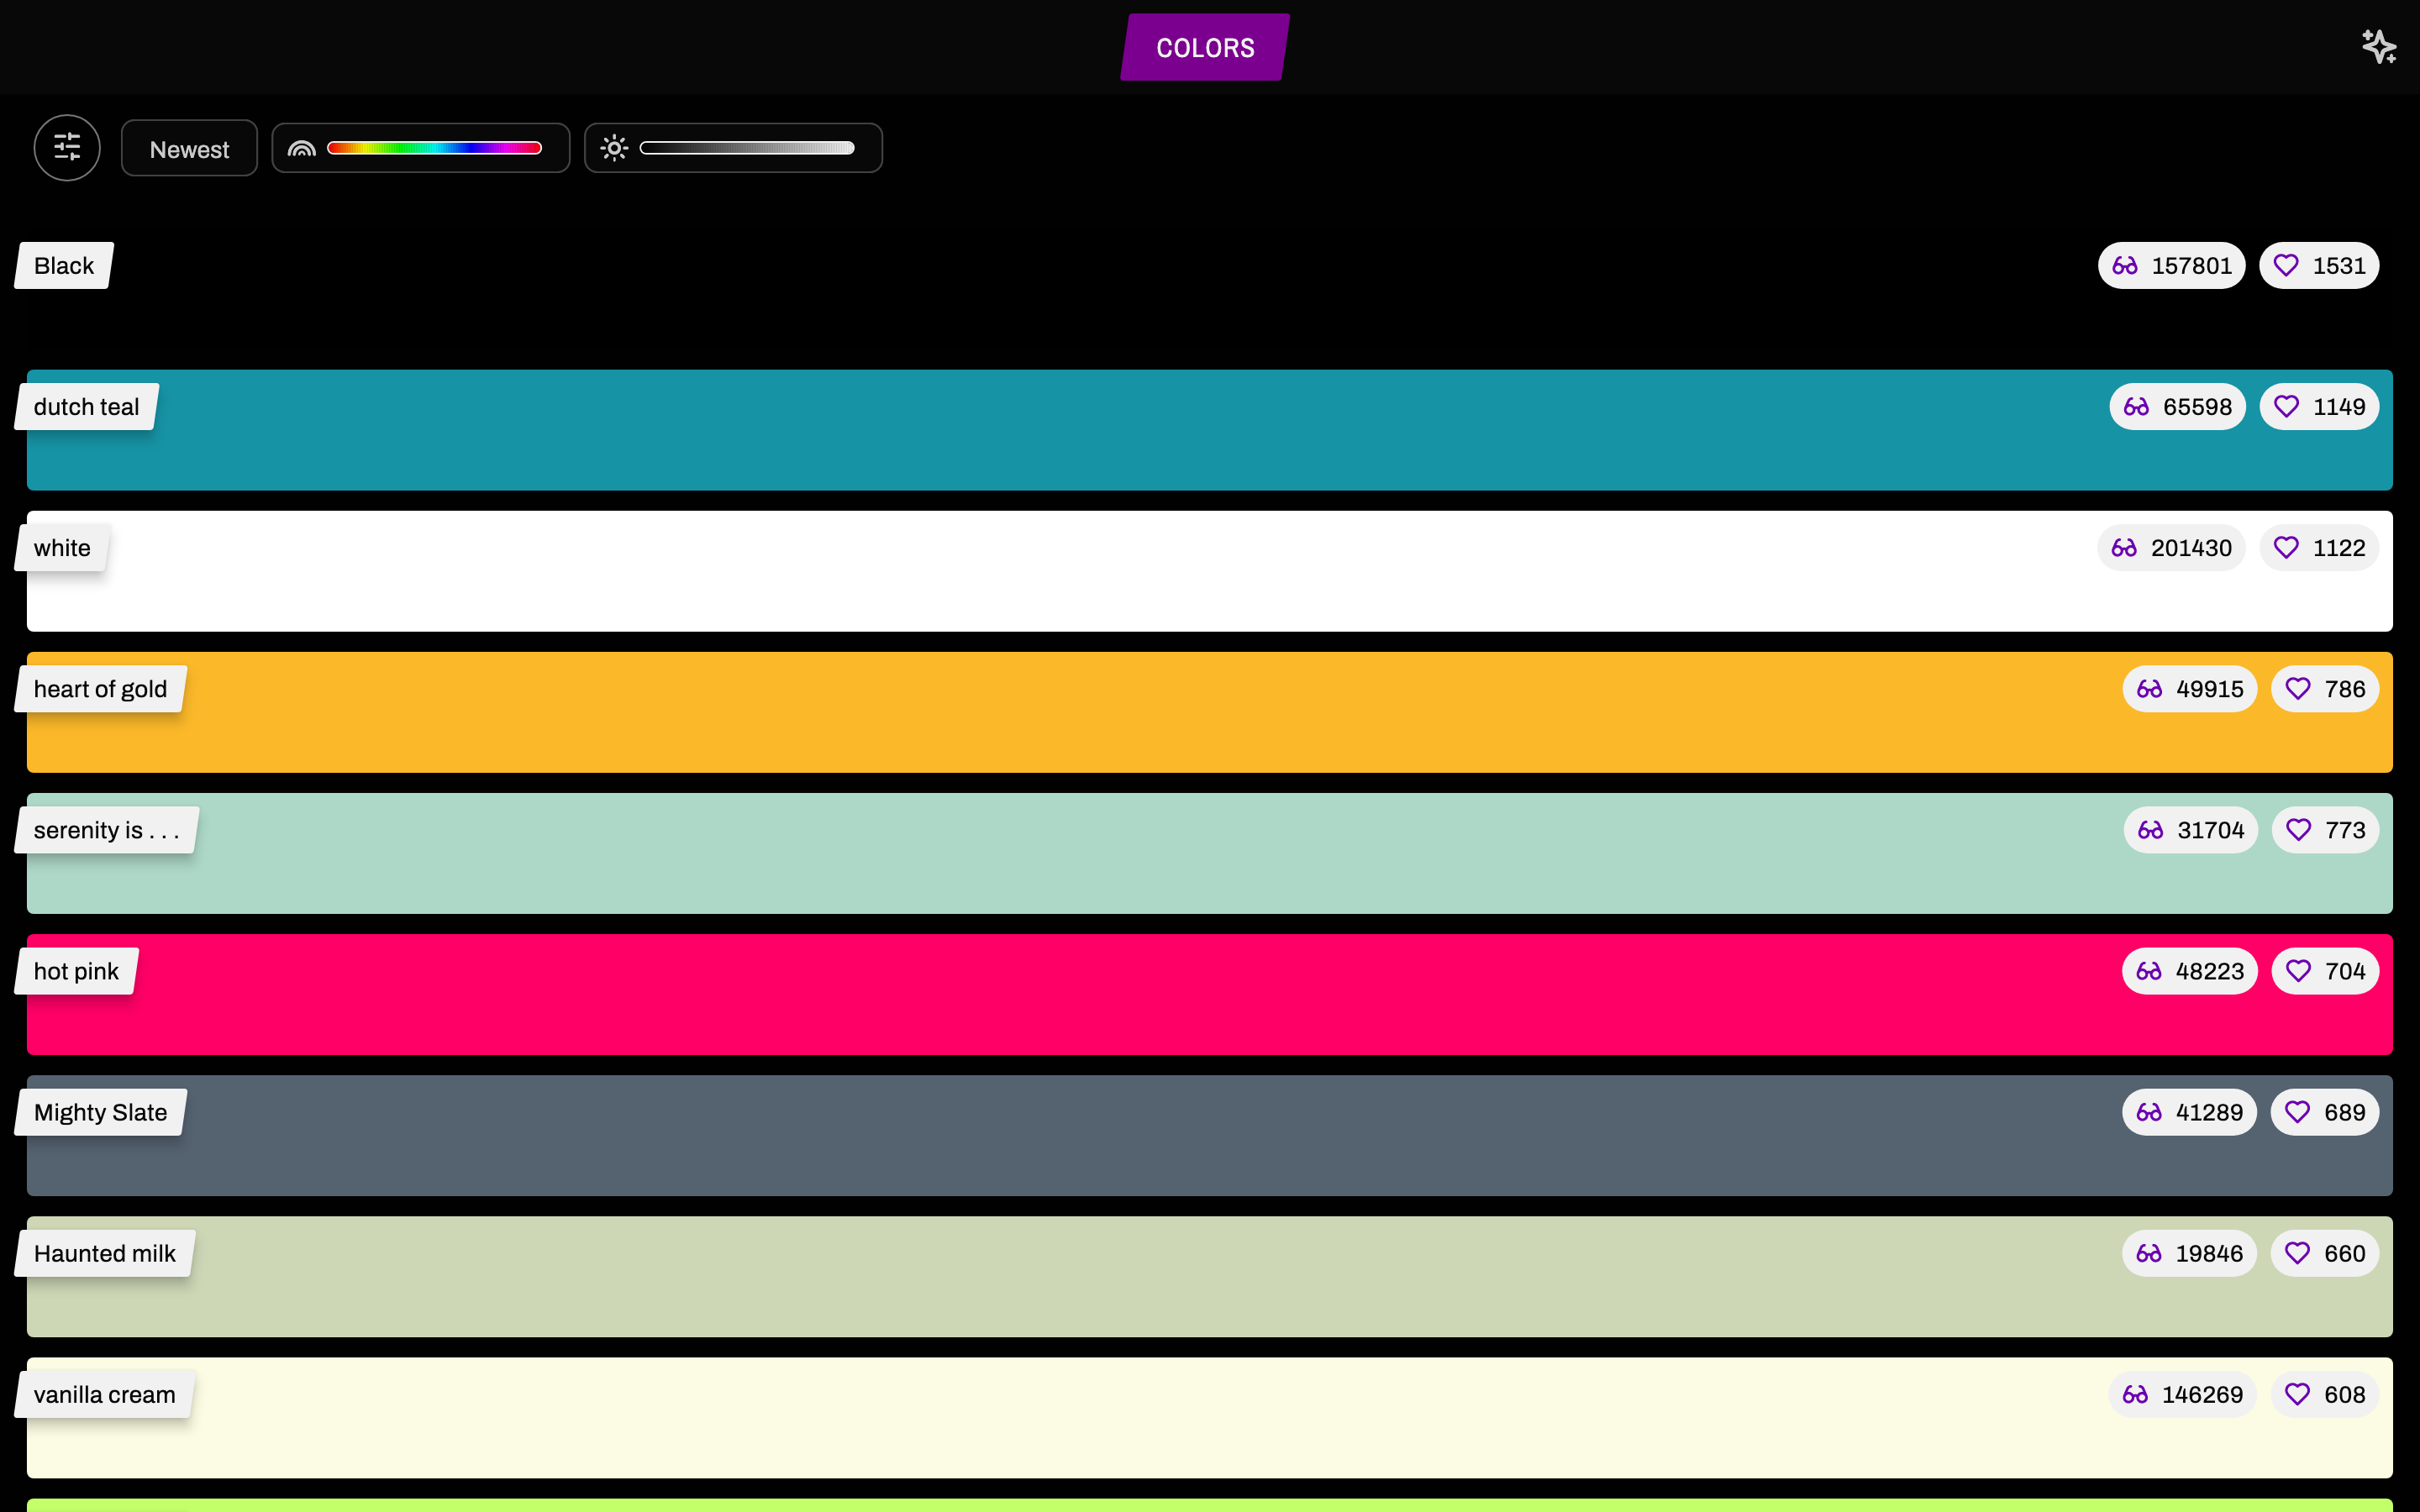 COLORS
Newest
Black 157801 1531
dutch teal 65598 1149
white 201430 1122
heart of gold 49915 786
serenity is . . . 31704 773
hot pink 48223 704
Mighty Slate 41289 689
Haunted milk 19846 660
vanilla cream 146269 608